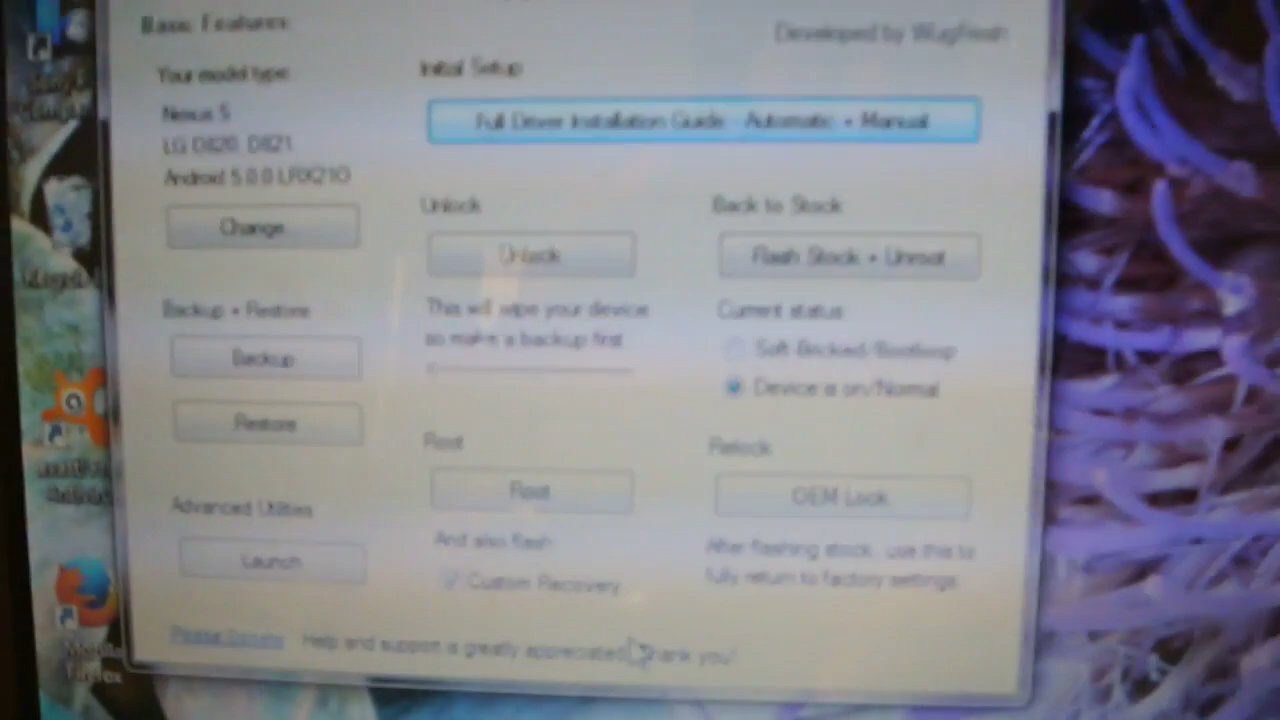 Basic Features
Developed by WugFresh
Your model type:
Nexus 5
LG D820, D821
Android 5.0.0 LRX21O
Change
Initial Setup
Full Driver Installation Guide - Automatic + Manual
Unlock
Unlock
This will wipe your device
so make a backup first
Back to Stock
Flash Stock + Unroot
Current status:
Soft-Bricked/Bootloop
Device is on/Normal
Backup + Restore
Backup
Restore
Root
Root
And also flash:
Custom Recovery
Relock
OEM Lock
After flashing stock, use this to
fully return to factory settings.
Advanced Utilities
Launch
Please Donate
Help and support is greatly appreciated. Thank you!
Firefox